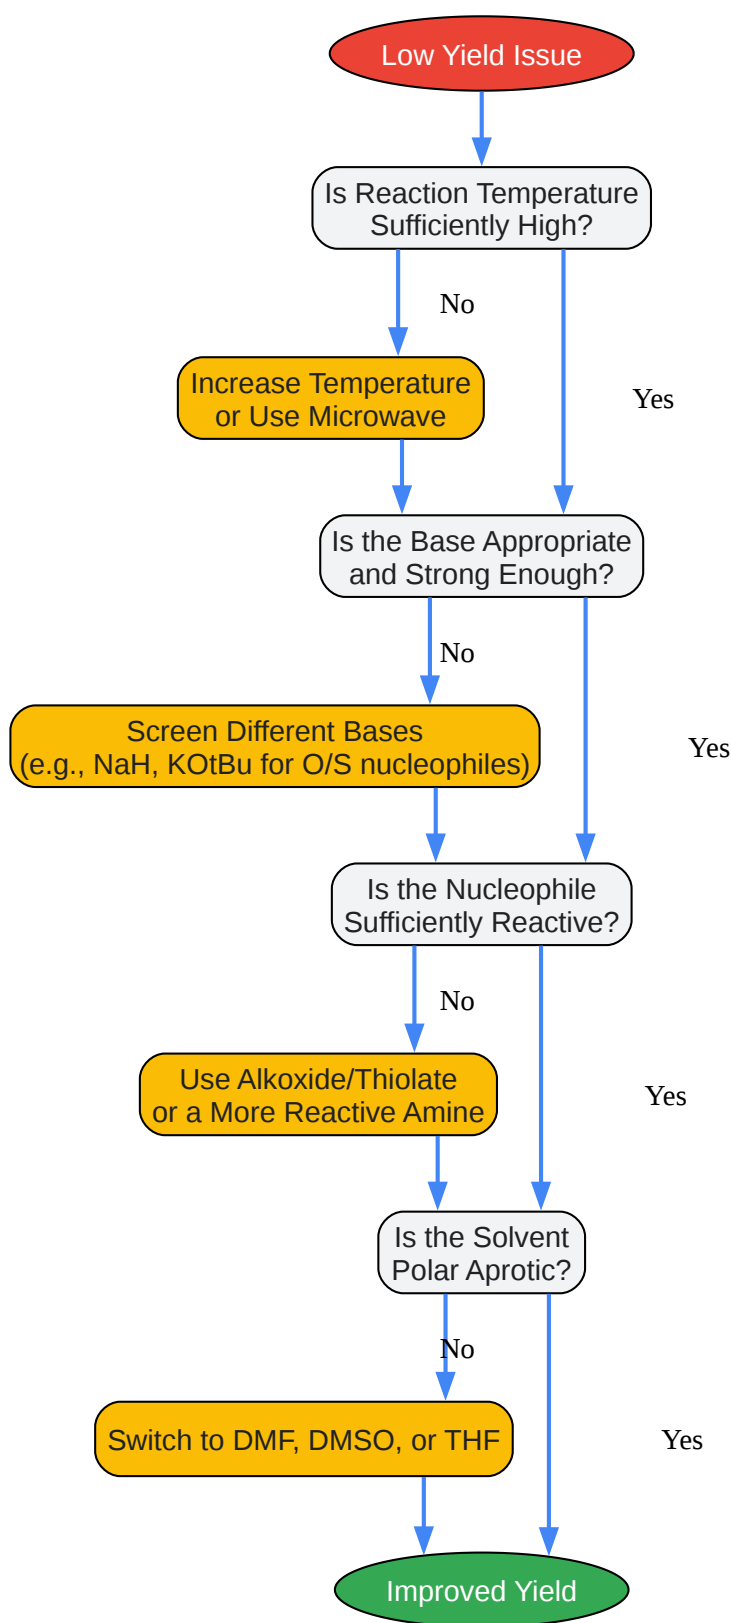 Low Yield Issue
Is Reaction Temperature
Sufficiently High?
No
Increase Temperature
or Use Microwave
Yes
Is the Base Appropriate
and Strong Enough?
No
Screen Different Bases
(e.g., NaH, KOtBu for O/S nucleophiles)
Yes
Is the Nucleophile
Sufficiently Reactive?
No
Use Alkoxide/Thiolate
or a More Reactive Amine
Yes
Is the Solvent
Polar Aprotic?
No
Switch to DMF, DMSO, or THF
Yes
Improved Yield